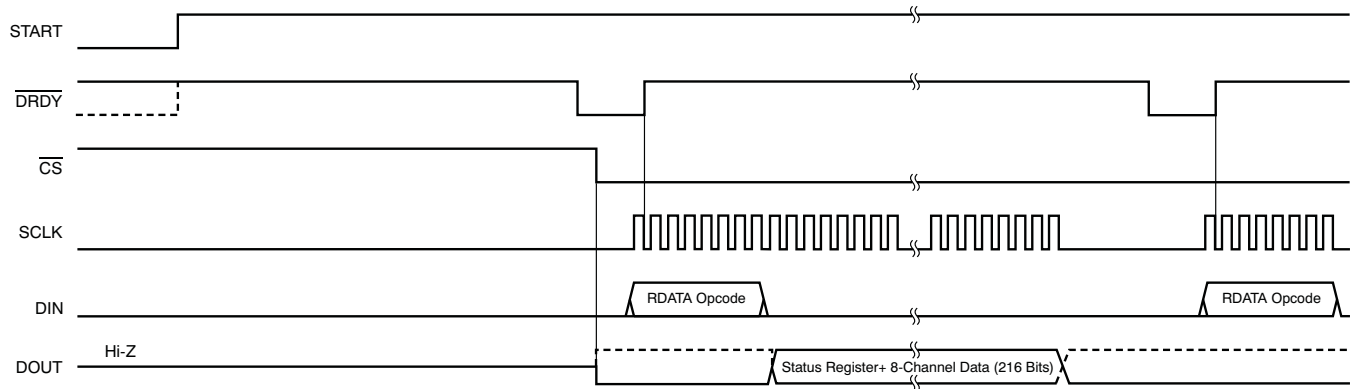 START
DRDY
CS
SCLK
DIN
RDATA Opcode
RDATA Opcode
Hi-Z
DOUT
Status Register+ 8-Channel Data (216 Bits)